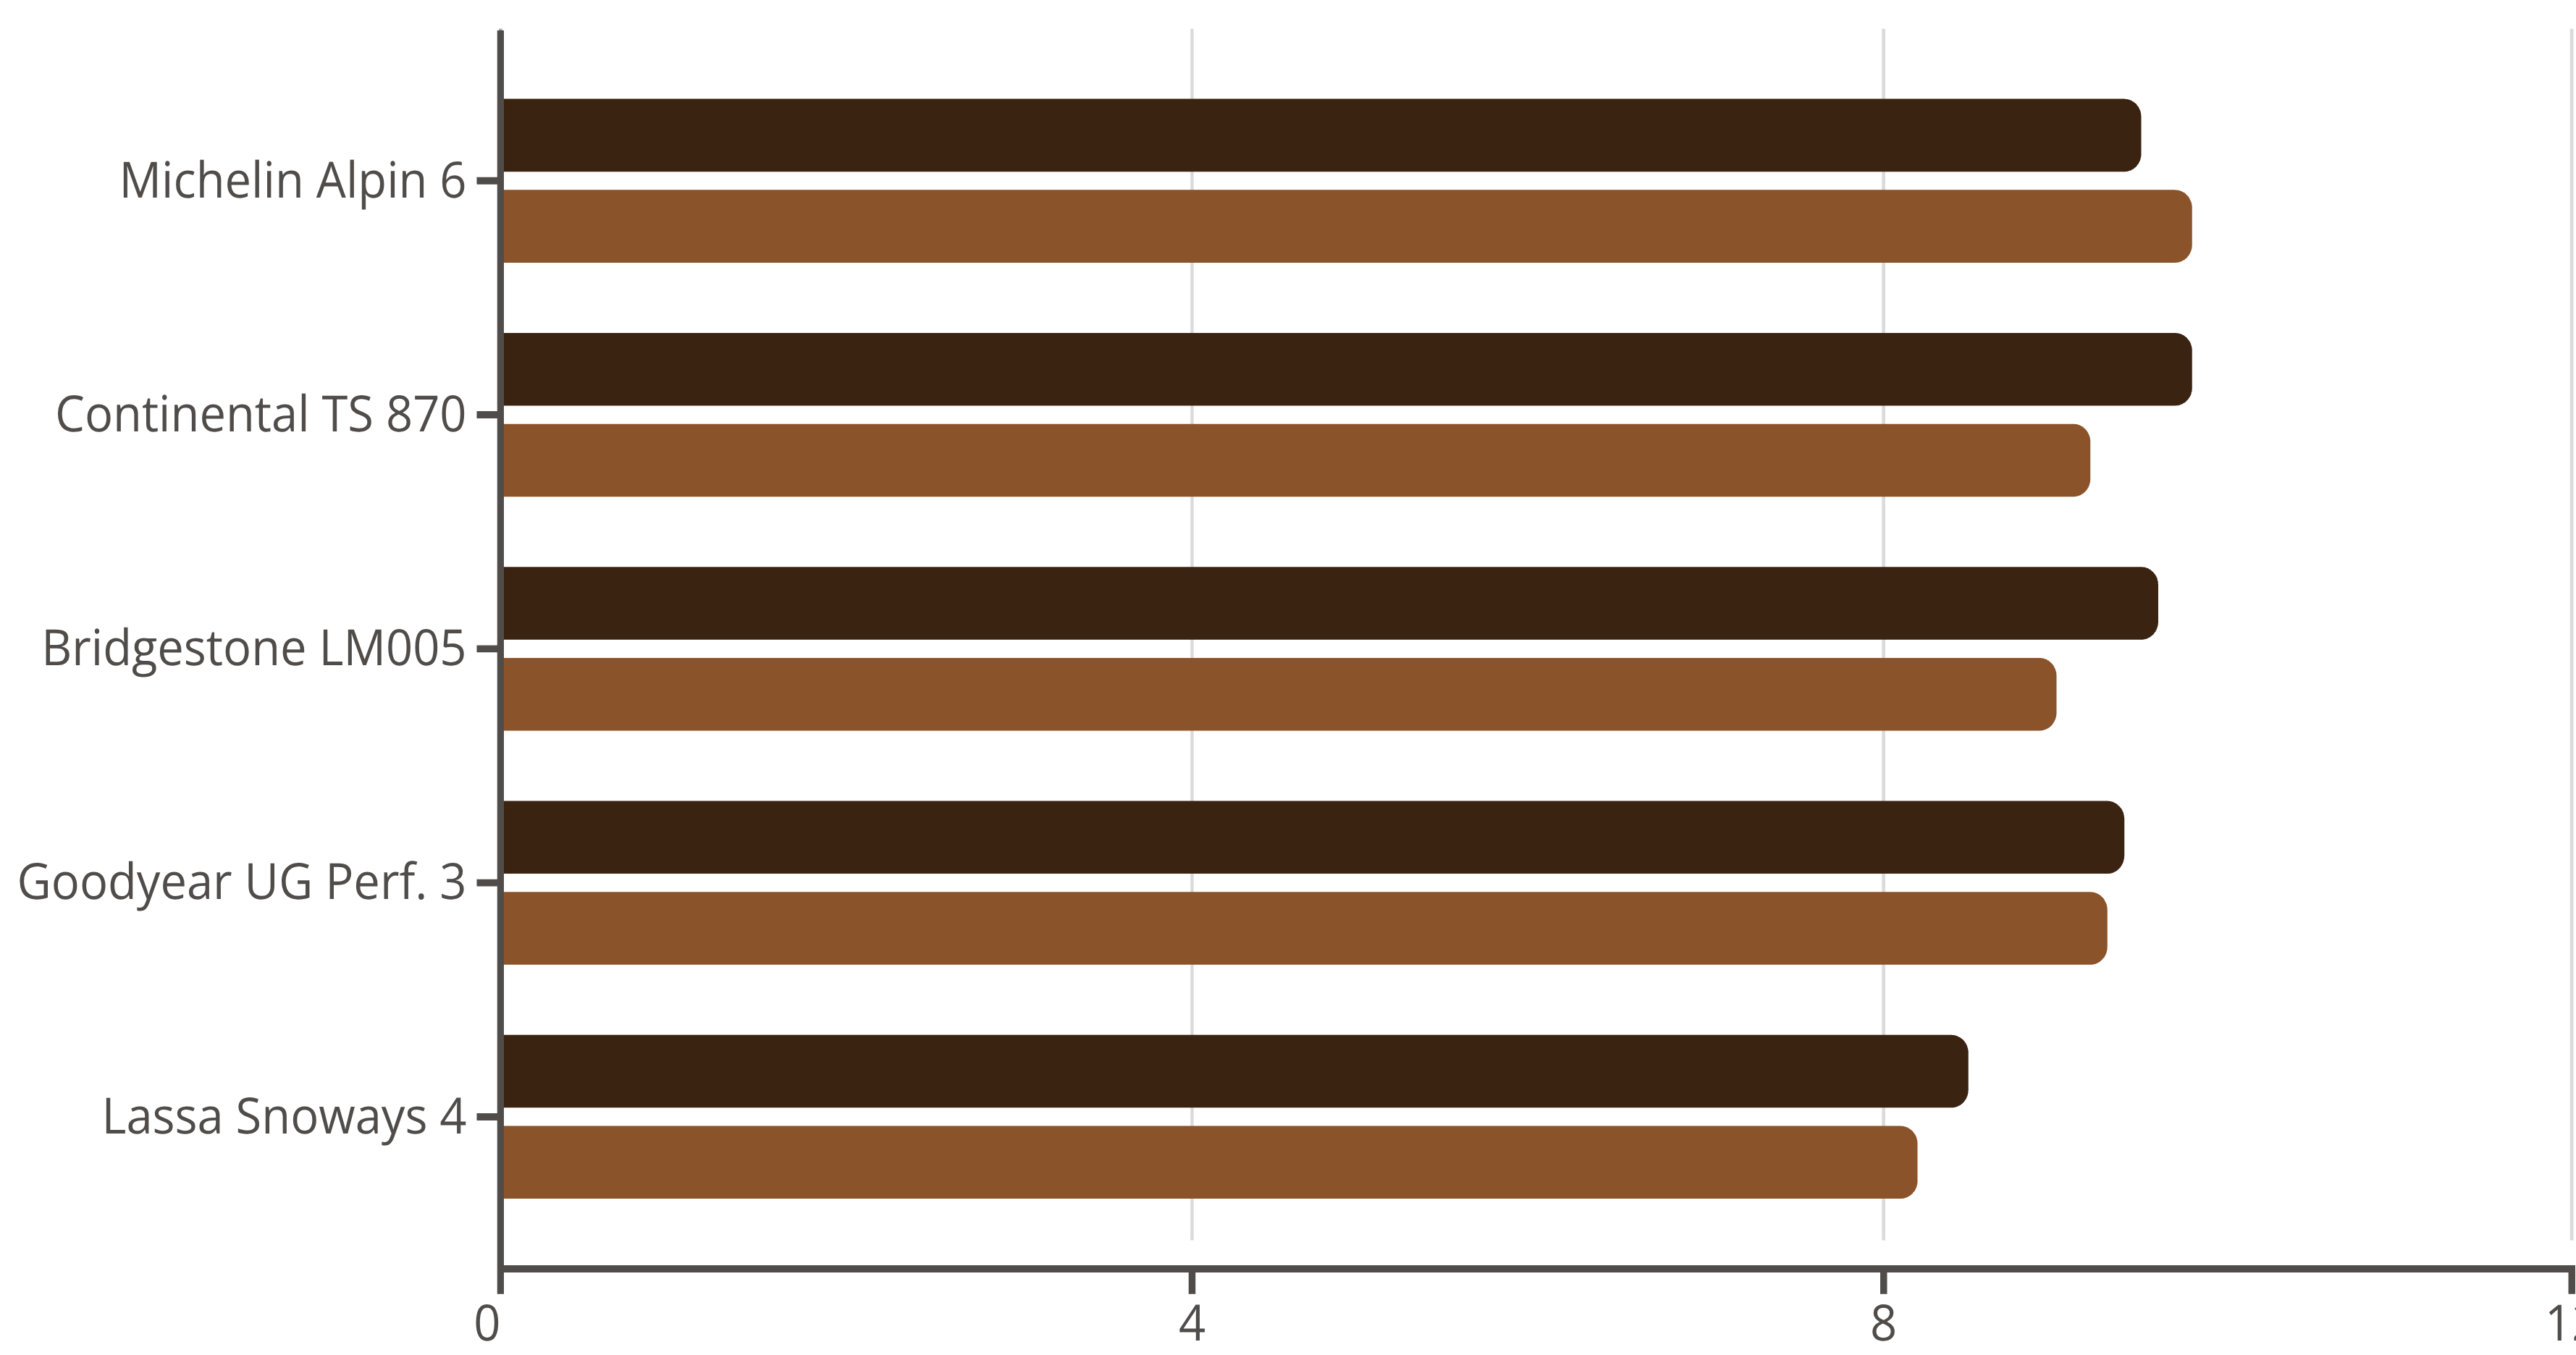 Michelin Alpin 6
Continental TS 870
Bridgestone LM005
Goodyear UG Perf. 3
Lassa Snoways 4
0 4 8